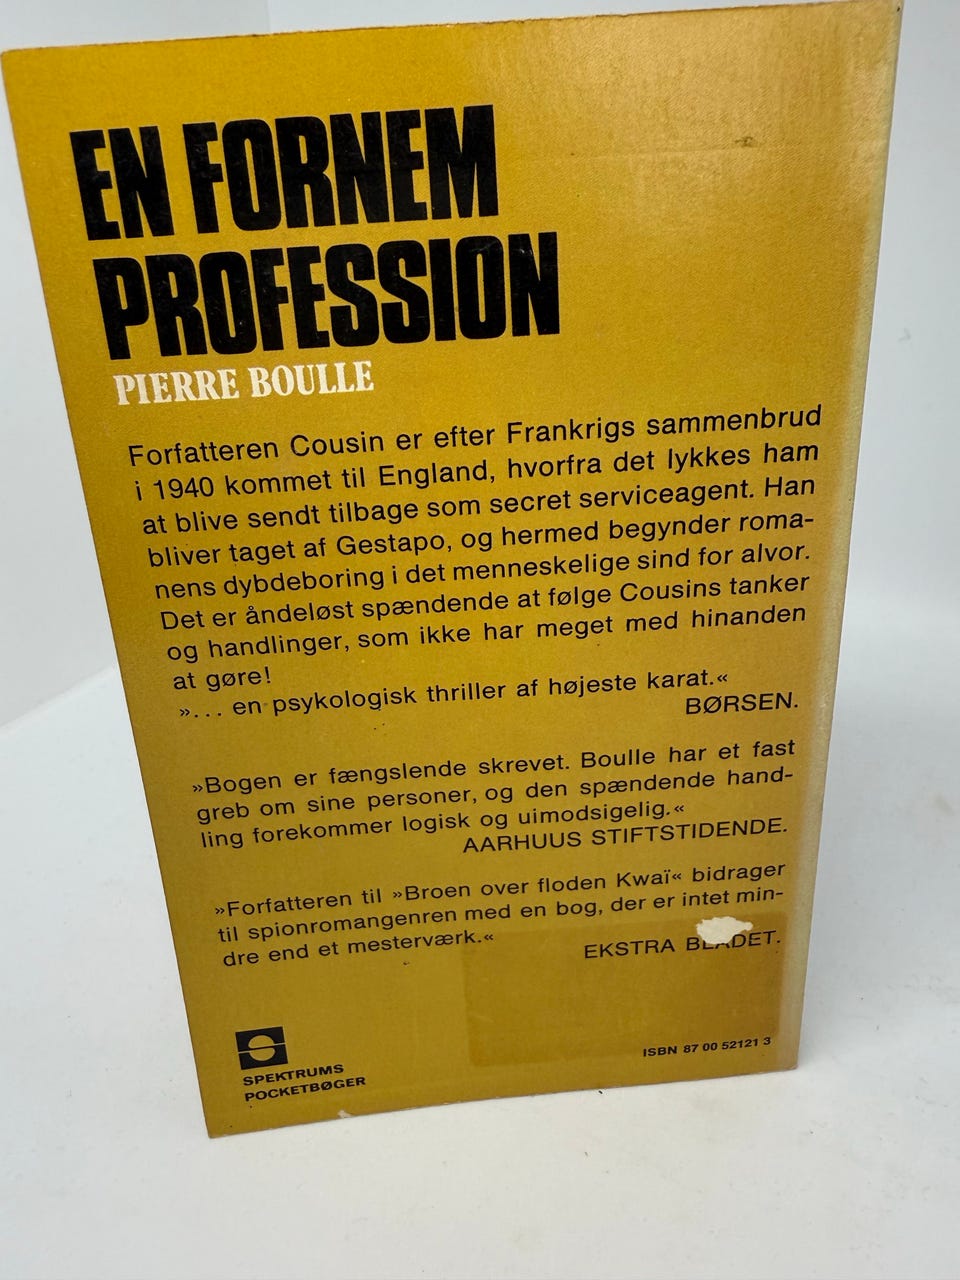 EN FORNEM
PROFESSION
PIERRE BOULLE
Forfatteren Cousin er efter Frankrigs sammenbrud
i 1940 kommet til England, hvorfra det lykkes ham
at blive sendt tilbage som secret serviceagent. Han
bliver taget af Gestapo, og hermed begynder roma-
nens dybdeboring i det menneskelige sind for alvor.
Det er åndeløst spændende at følge Cousins tanker
og handlinger, som ikke har meget med hinanden
at gøre!
»... en psykologisk thriller af højeste karat.«
BØRSEN.
»Bogen er fængslende skrevet. Boulle har et fast
greb om sine personer, og den spændende hand-
ling forekommer logisk og uimodsigelig.«
AARHUUS STIFTSTIDENDE.
»Forfatteren til »Broen over floden Kwaï« bidrager
til spionromangenren med en bog, der er intet min-
dre end et mesterværk.«
EKSTRA BLADET.
SPEKTRUMS
POCKETBØGER
ISBN 87 00 52121 3